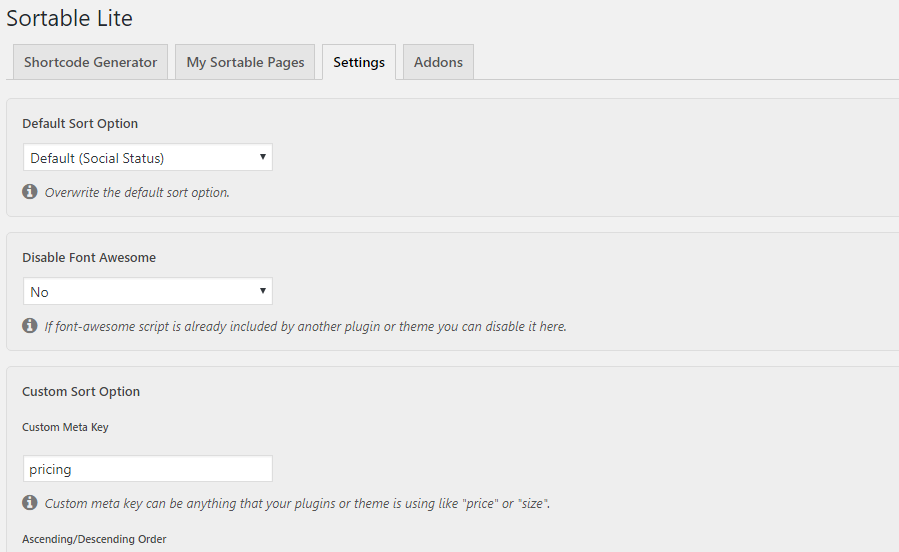 Sortable Lite
Shortcode Generator My Sortable Pages Settings Addons
Default Sort Option
Default (Social Status)
Overwrite the default sort option.
Disable Font Awesome
No
If font-awesome script is already included by another plugin or theme you can disable it here.
Custom Sort Option
Custom Meta Key
pricing
Custom meta key can be anything that your plugins or theme is using like "price" or "size".
Ascending/Descending Order